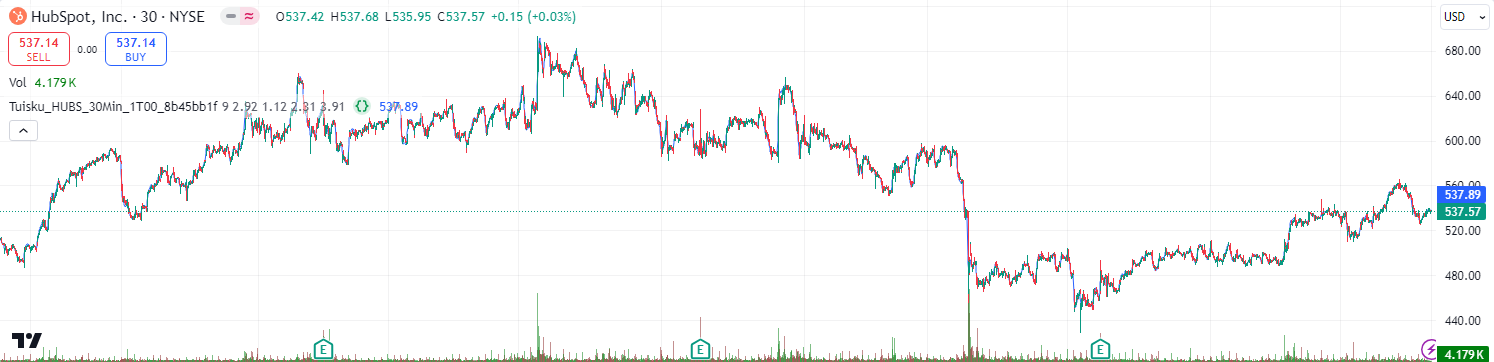 HubSpot, Inc. · 30 · NYSE O537.42 H537.68 L535.95 C537.57 +0.15 (+0.03%)
USD
537.14 SELL 0.00 537.14 BUY
Vol 4.179 K
Tuisku_HUBS_30Min_1T00_8b45bb1f 9 2.92 1.12 2.31 3.91 {} 537.89
680.00
640.00
600.00
560.00
537.89
537.57
520.00
480.00
440.00
E E E
4.179 K